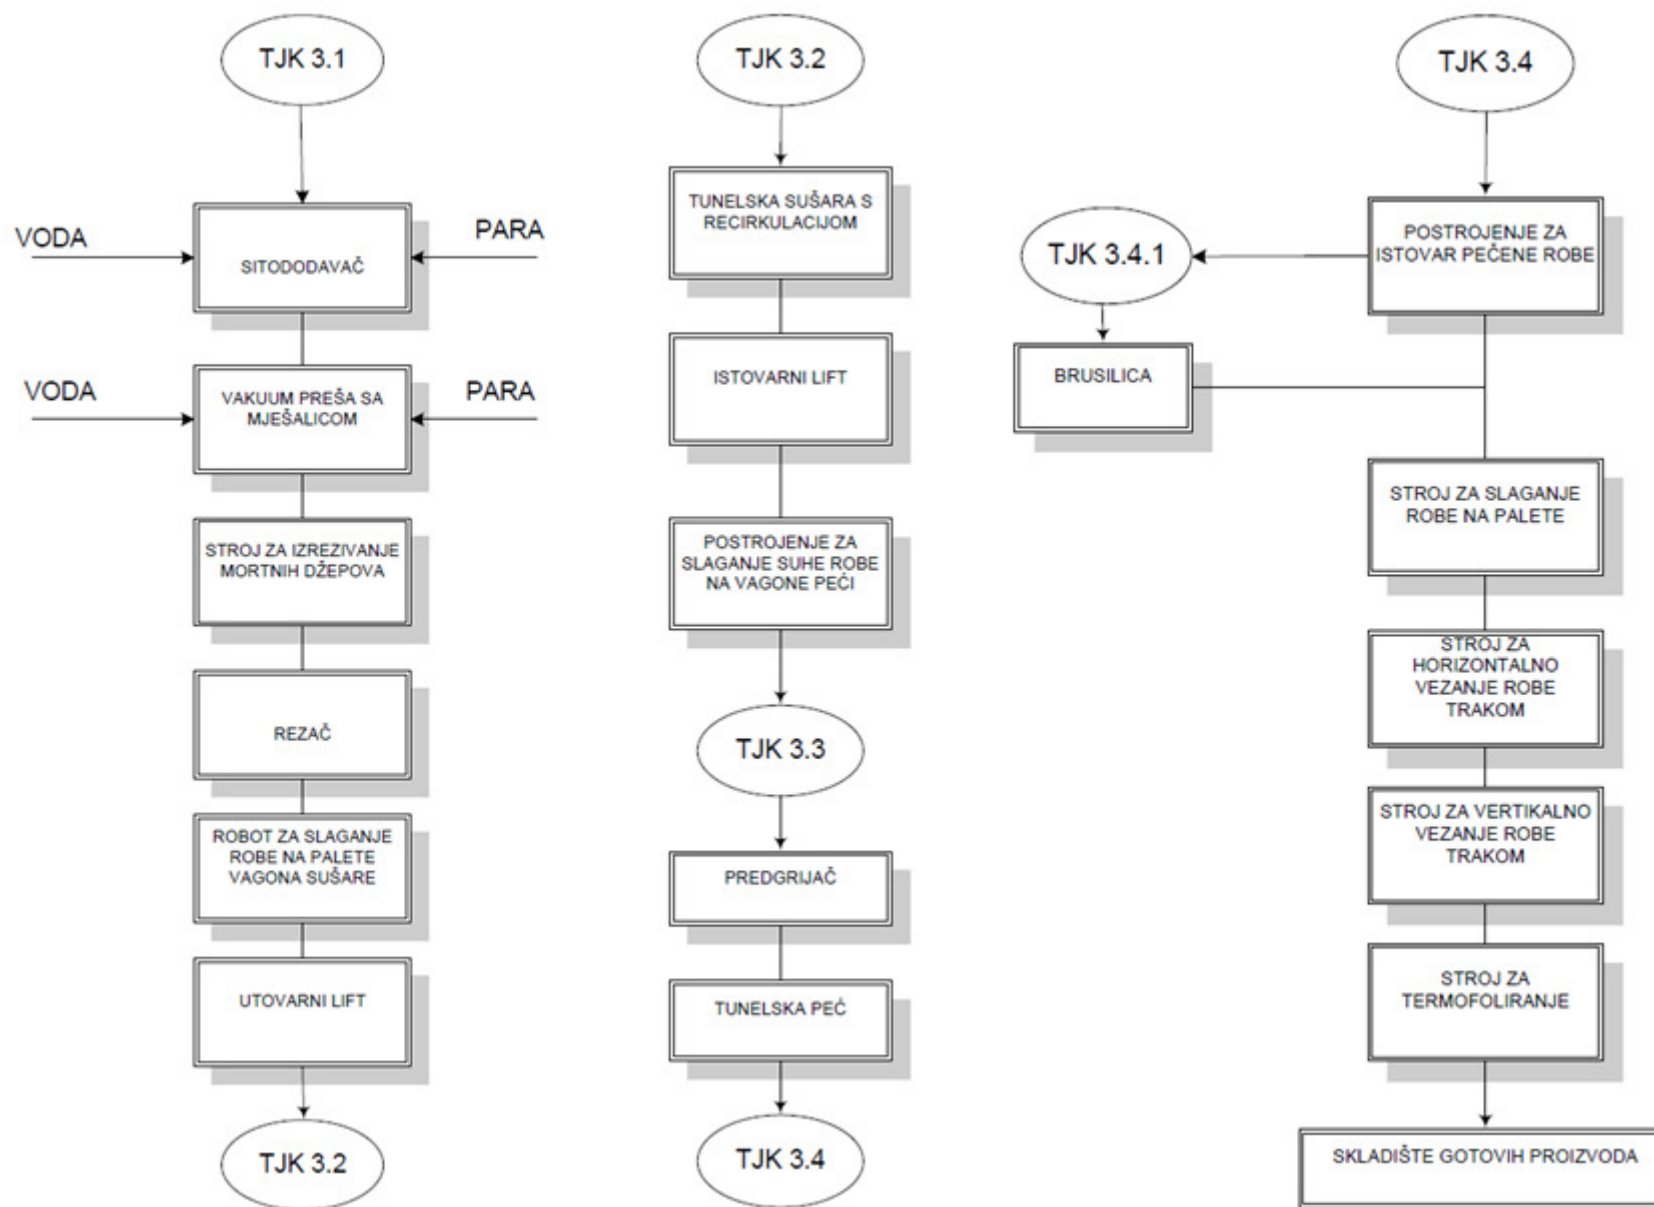 TJK 3.1
VODA
PARA
SITODODAVAČ
VODA
PARA
VAKUUM PREŠA SA
MJEŠALICOM
STROJ ZA IZREZIVANJE
MORTNIH DŽEPOVA
REZAČ
ROBOT ZA SLAGANJE
ROBE NA PALETE
VAGONA SUŠARE
UTOVARNI LIFT
TJK 3.2
TJK 3.2
TUNELSKA SUŠARA S
RECIRKULACIJOM
ISTOVARNI LIFT
POSTROJENJE ZA
SLAGANJE SUHE ROBE
NA VAGONE PEĆI
TJK 3.3
PREDGRIJAČ
TUNELSKA PEĆ
TJK 3.4
TJK 3.4
POSTROJENJE ZA
ISTOVAR PEČENE ROBE
TJK 3.4.1
BRUSILICA
STROJ ZA SLAGANJE
ROBE NA PALETE
STROJ ZA
HORIZONTALNO
VEZANJE ROBE
TRAKOM
STROJ ZA VERTIKALNO
VEZANJE ROBE
TRAKOM
STROJ ZA
TERMOFOLIRANJE
SKLADIŠTE GOTOVIH PROIZVODA